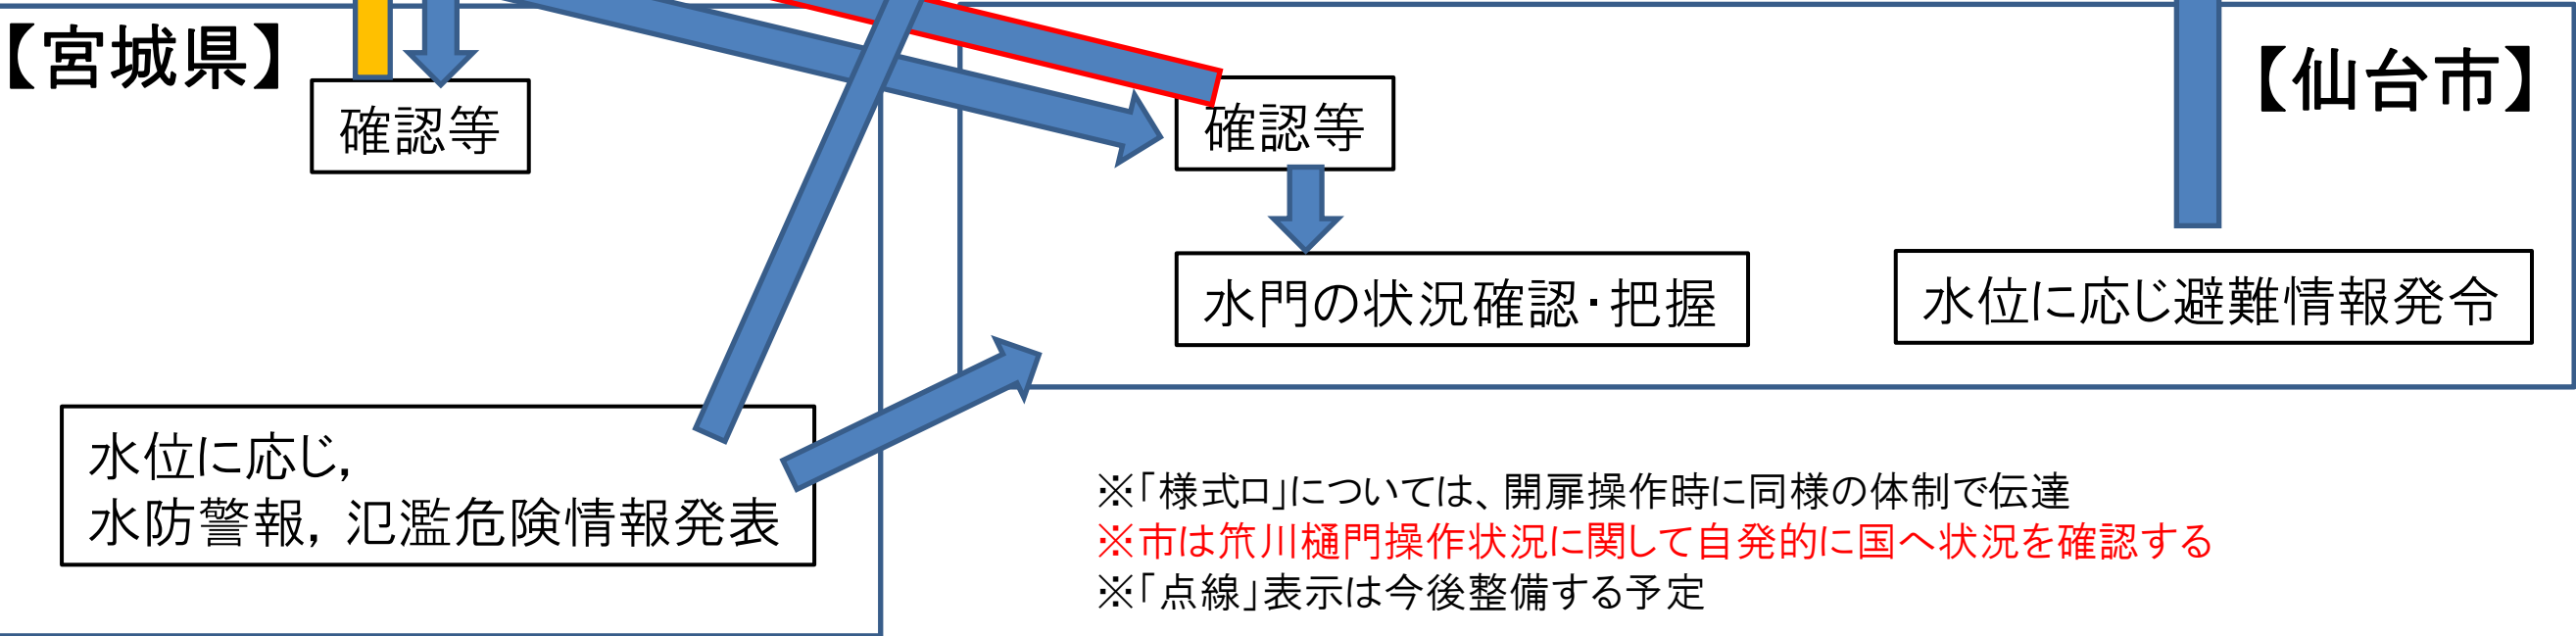 【宮城県】
確認等
水位に応じ，
水防警報，氾濫危険情報発表
【仙台市】
確認等
水門の状況確認・把握
水位に応じ避難情報発令
※「様式ロ」については、開扉操作時に同様の体制で伝達
※市は笊川樋門操作状況に関して自発的に国へ状況を確認する
※「点線」表示は今後整備する予定